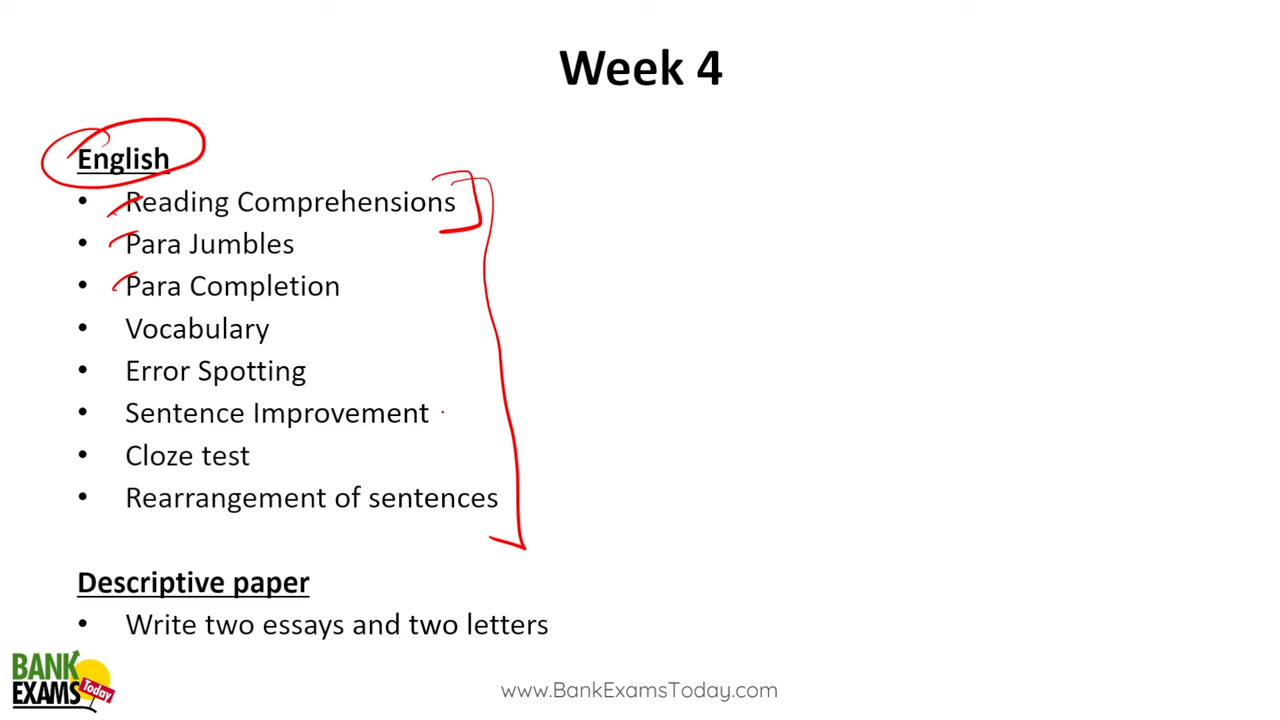 Week 4
English
• Reading Comprehensions
• Para Jumbles
• Para Completion
• Vocabulary
• Error Spotting
• Sentence Improvement
• Cloze test
• Rearrangement of sentences
Descriptive paper
• Write two essays and two letters
BANK
EXAMS Today
www.BankExamsToday.com